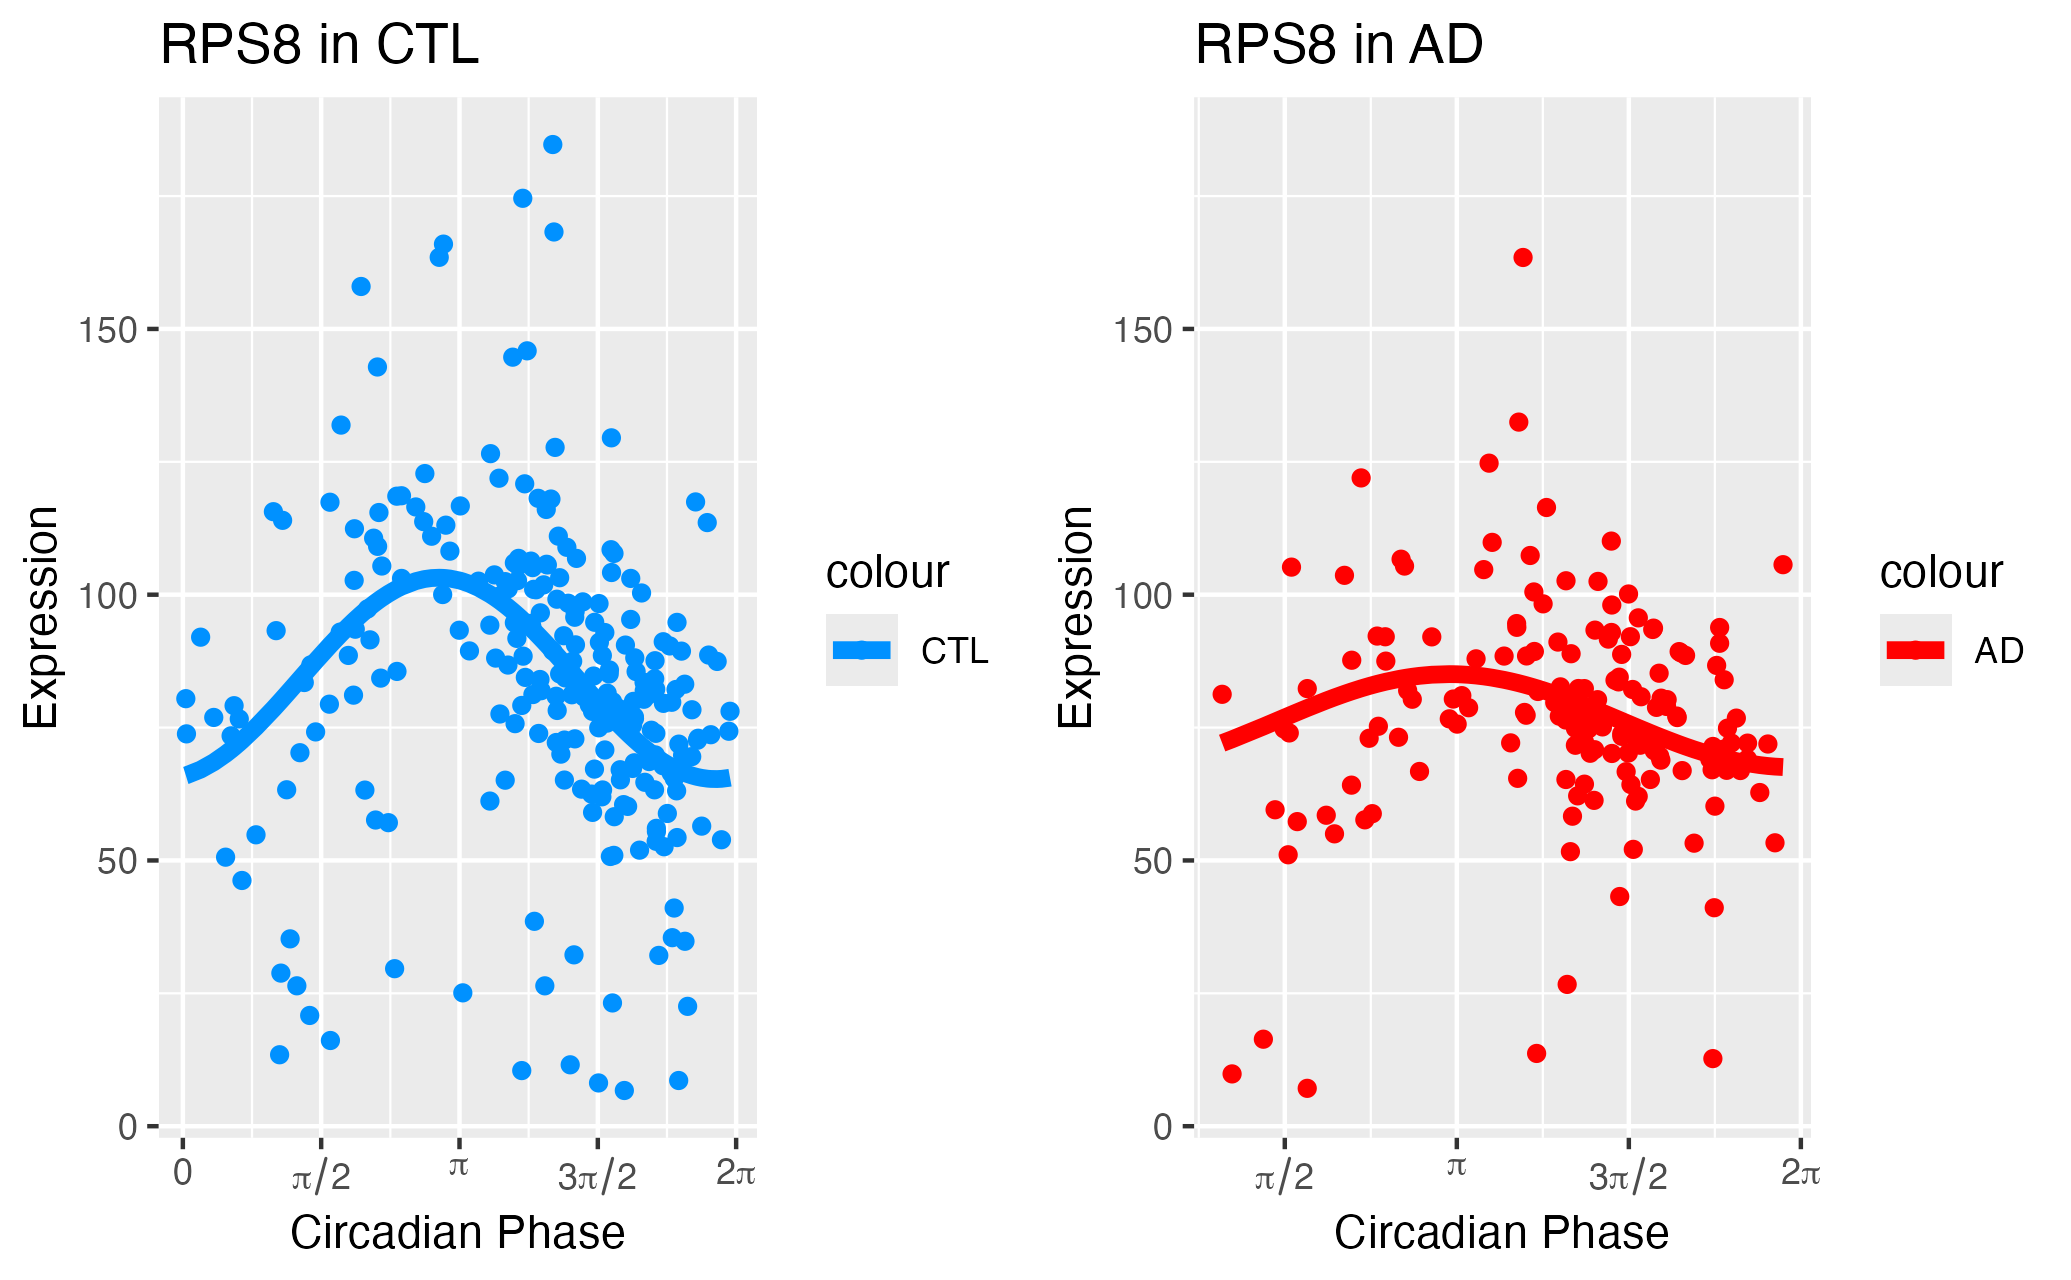 RPS8 in CTL
Expression
150
100
50
0
0 π/2 π 3π/2 2π
Circadian Phase
colour
CTL
RPS8 in AD
Expression
150
100
50
0
π/2 π 3π/2 2π
Circadian Phase
colour
AD